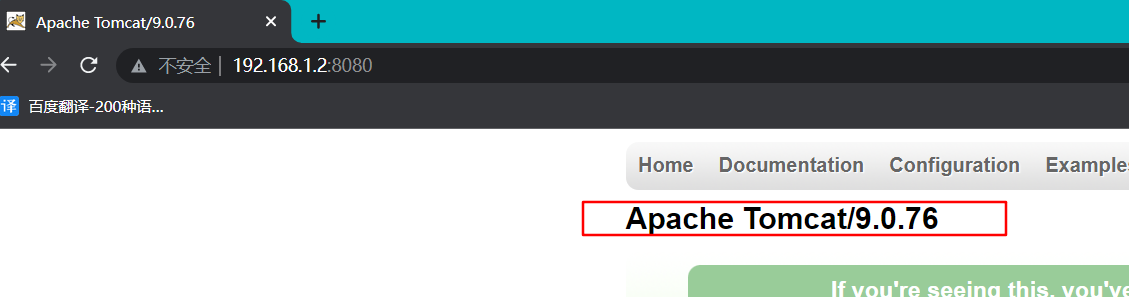 Apache Tomcat/9.0.76
不安全 | 192.168.1.2:8080
译 百度翻译-200种语...
Home Documentation Configuration Examples
Apache Tomcat/9.0.76
If you're seeing this, you've